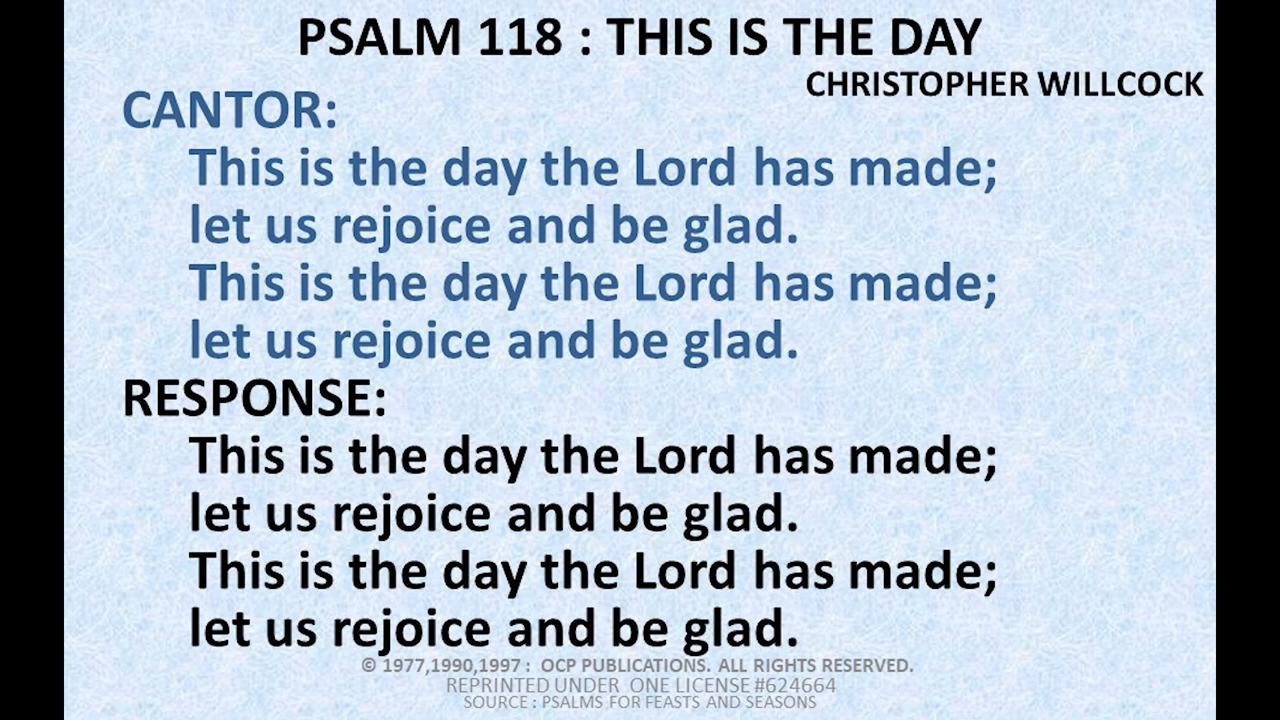 PSALM 118 : THIS IS THE DAY
CHRISTOPHER WILLCOCK
CANTOR:
This is the day the Lord has made;
let us rejoice and be glad.
This is the day the Lord has made;
let us rejoice and be glad.
RESPONSE:
This is the day the Lord has made;
let us rejoice and be glad.
This is the day the Lord has made;
let us rejoice and be glad.
© 1977,1990,1997 : OCP PUBLICATIONS. ALL RIGHTS RESERVED.
REPRINTED UNDER ONE LICENSE #624664
SOURCE : PSALMS FOR FEASTS AND SEASONS